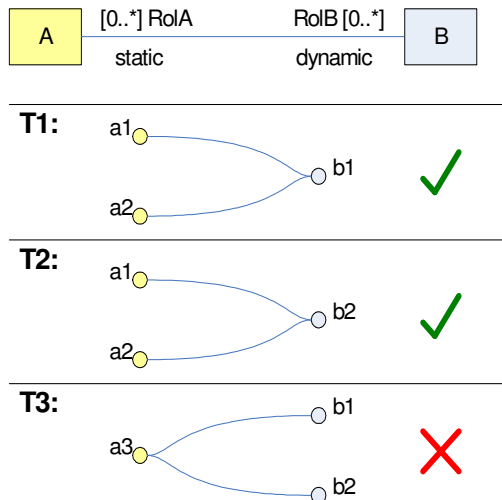 A [0..*] RolA RolB [0..*] B
static dynamic
T1:
a1
b1
a2
T2:
a1
b2
a2
T3:
b1
a3
b2